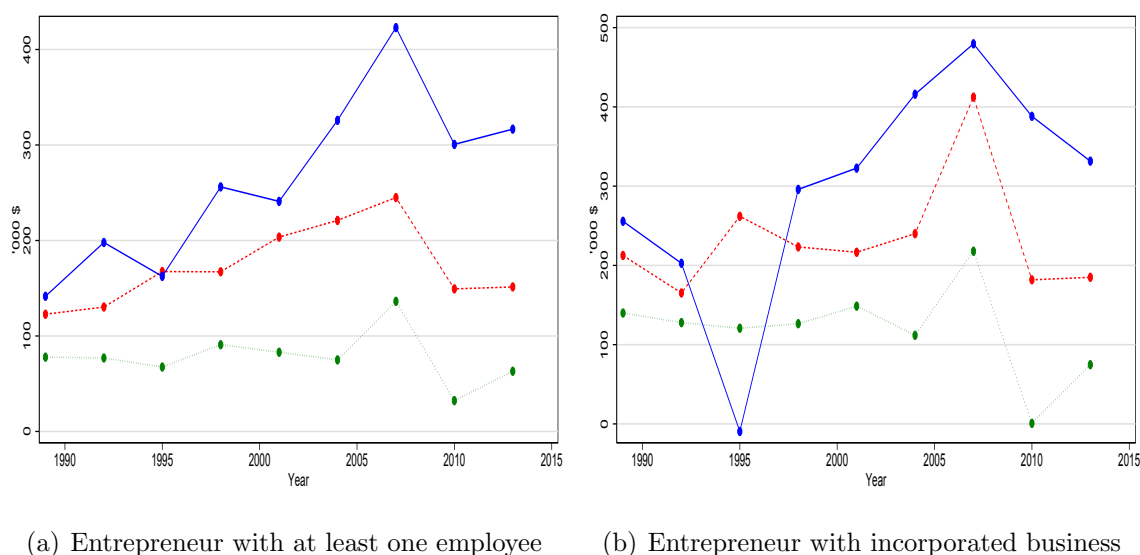 400
300
200
100
0
'000 $
1990 1995 2000 2005 2010 2015
Year
500
400
300
200
100
0
'000 $
1990 1995 2000 2005 2010 2015
Year
(a) Entrepreneur with at least one employee
(b) Entrepreneur with incorporated business